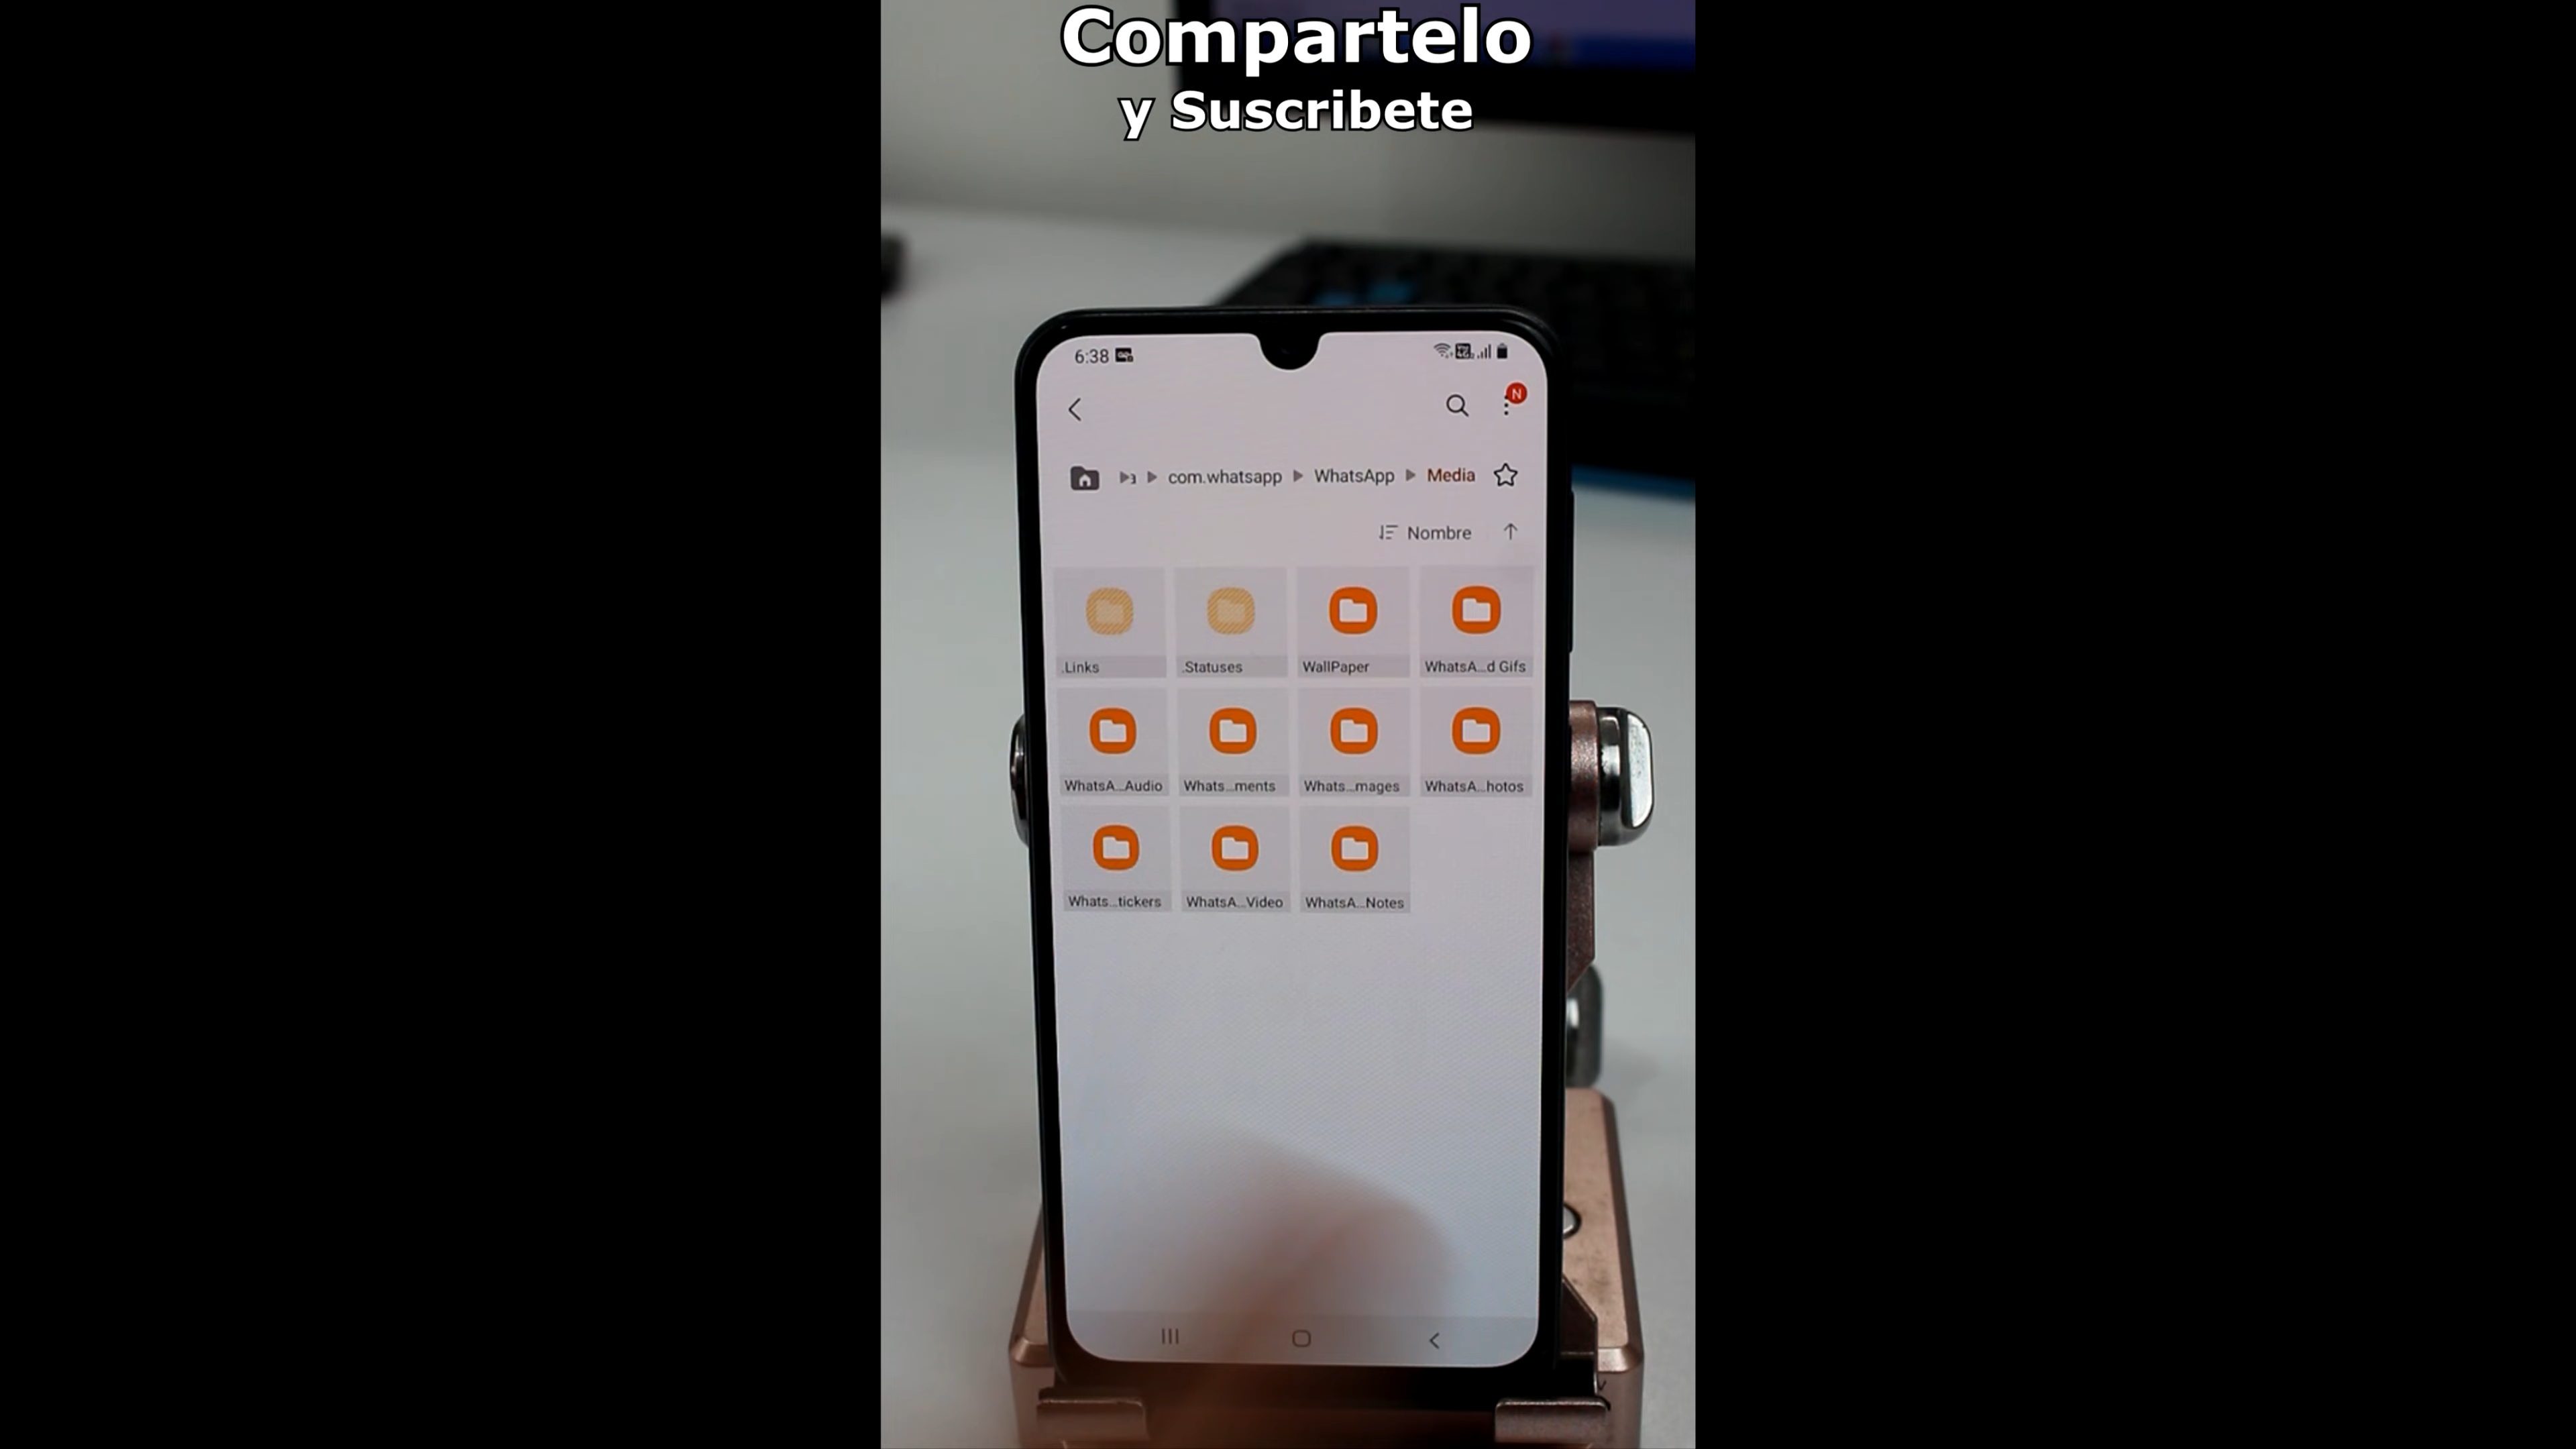 Compartelo
y Suscribete
6:38
N
com.whatsapp WhatsApp Media
Nombre
.Links .Statuses WallPaper WhatsA...d Gifs
WhatsA...Audio Whats...ments Whats...mages WhatsA...hotos
Whats...tickers WhatsA...Video WhatsA...Notes